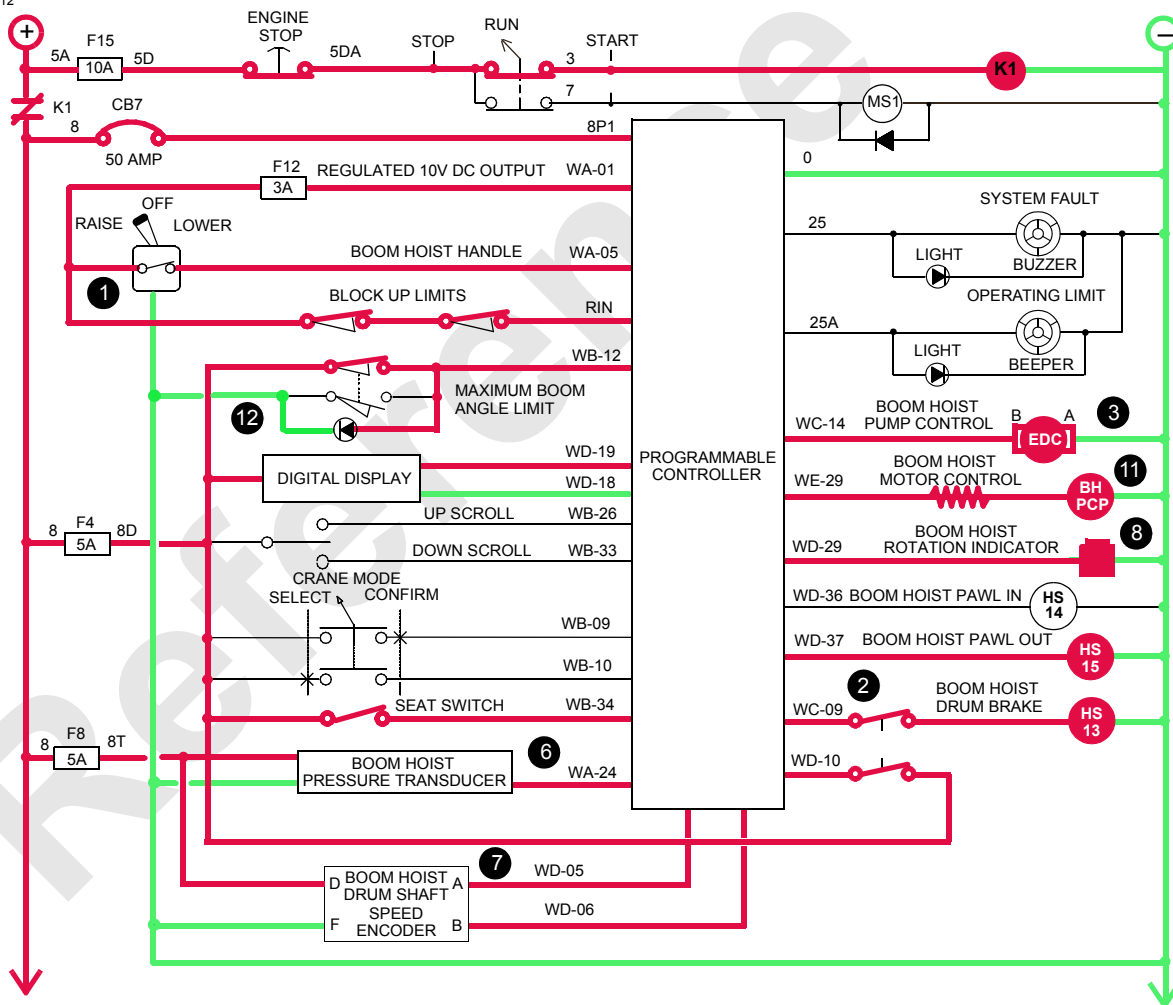 12
+
ENGINE
STOP
RUN
–
5A
F15
10A
5D
5DA
STOP
3
START
K1
7
MS1
K1
8
CB7
50 AMP
8P1
0
F12
3A
REGULATED 10V DC OUTPUT
WA-01
SYSTEM FAULT
OFF
RAISE
LOWER
25
LIGHT
BUZZER
BOOM HOIST HANDLE
WA-05
1
BLOCK UP LIMITS
RIN
OPERATING LIMIT
25A
LIGHT
BEEPER
WB-12
MAXIMUM BOOM
ANGLE LIMIT
12
PROGRAMMABLE
CONTROLLER
WC-14
BOOM HOIST
PUMP CONTROL
B
A
EDC
3
DIGITAL DISPLAY
WD-19
WD-18
WE-29
BOOM HOIST
MOTOR CONTROL
BH
PCP
11
UP SCROLL
WB-26
8
F4
5A
8D
DOWN SCROLL
WB-33
WD-29
BOOM HOIST
ROTATION INDICATOR
8
CRANE MODE
SELECT
CONFIRM
WB-09
WB-10
WD-36
BOOM HOIST PAWL IN
HS
14
WD-37
BOOM HOIST PAWL OUT
HS
15
SEAT SWITCH
WB-34
2
WC-09
BOOM HOIST
DRUM BRAKE
HS
13
8
F8
5A
8T
BOOM HOIST
PRESSURE TRANSDUCER
6
WA-24
WD-10
7
D
BOOM HOIST
DRUM SHAFT
SPEED
ENCODER
A
F
B
WD-05
WD-06
Reference